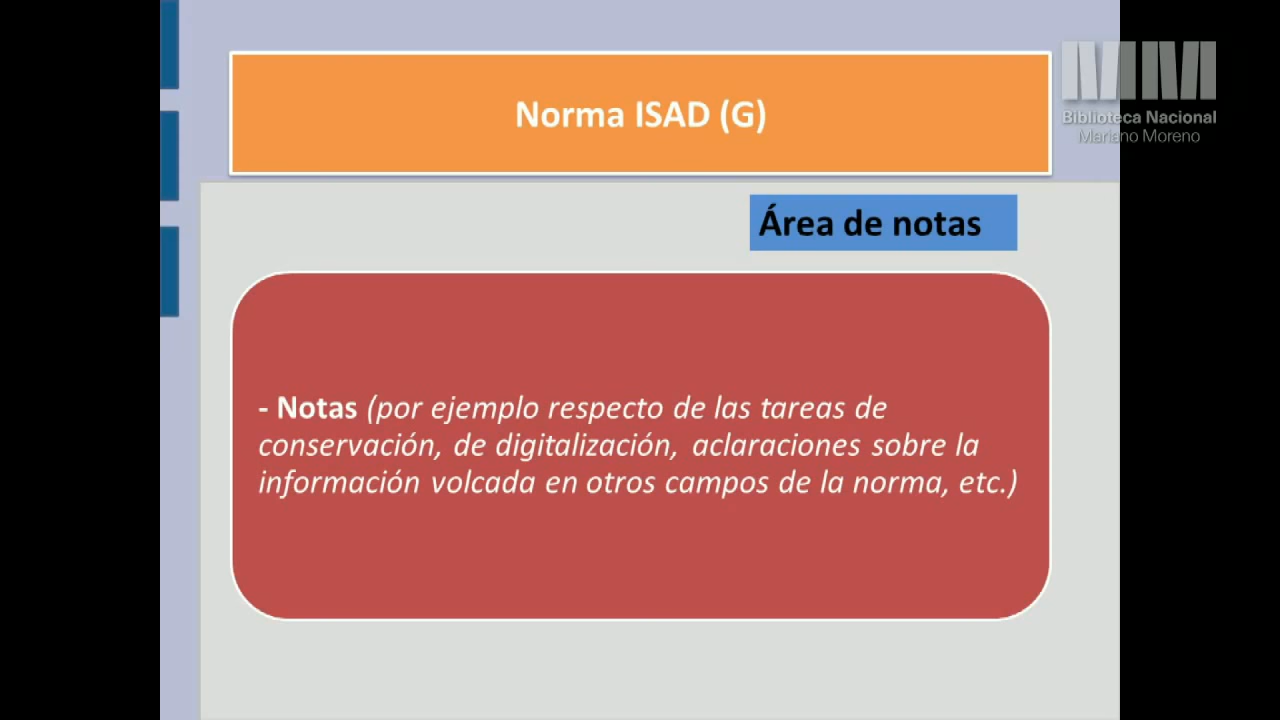 Norma ISAD (G)
Biblioteca Nacional
Mariano Moreno
Área de notas
- Notas (por ejemplo respecto de las tareas de
conservación, de digitalización, aclaraciones sobre la
información volcada en otros campos de la norma, etc.)